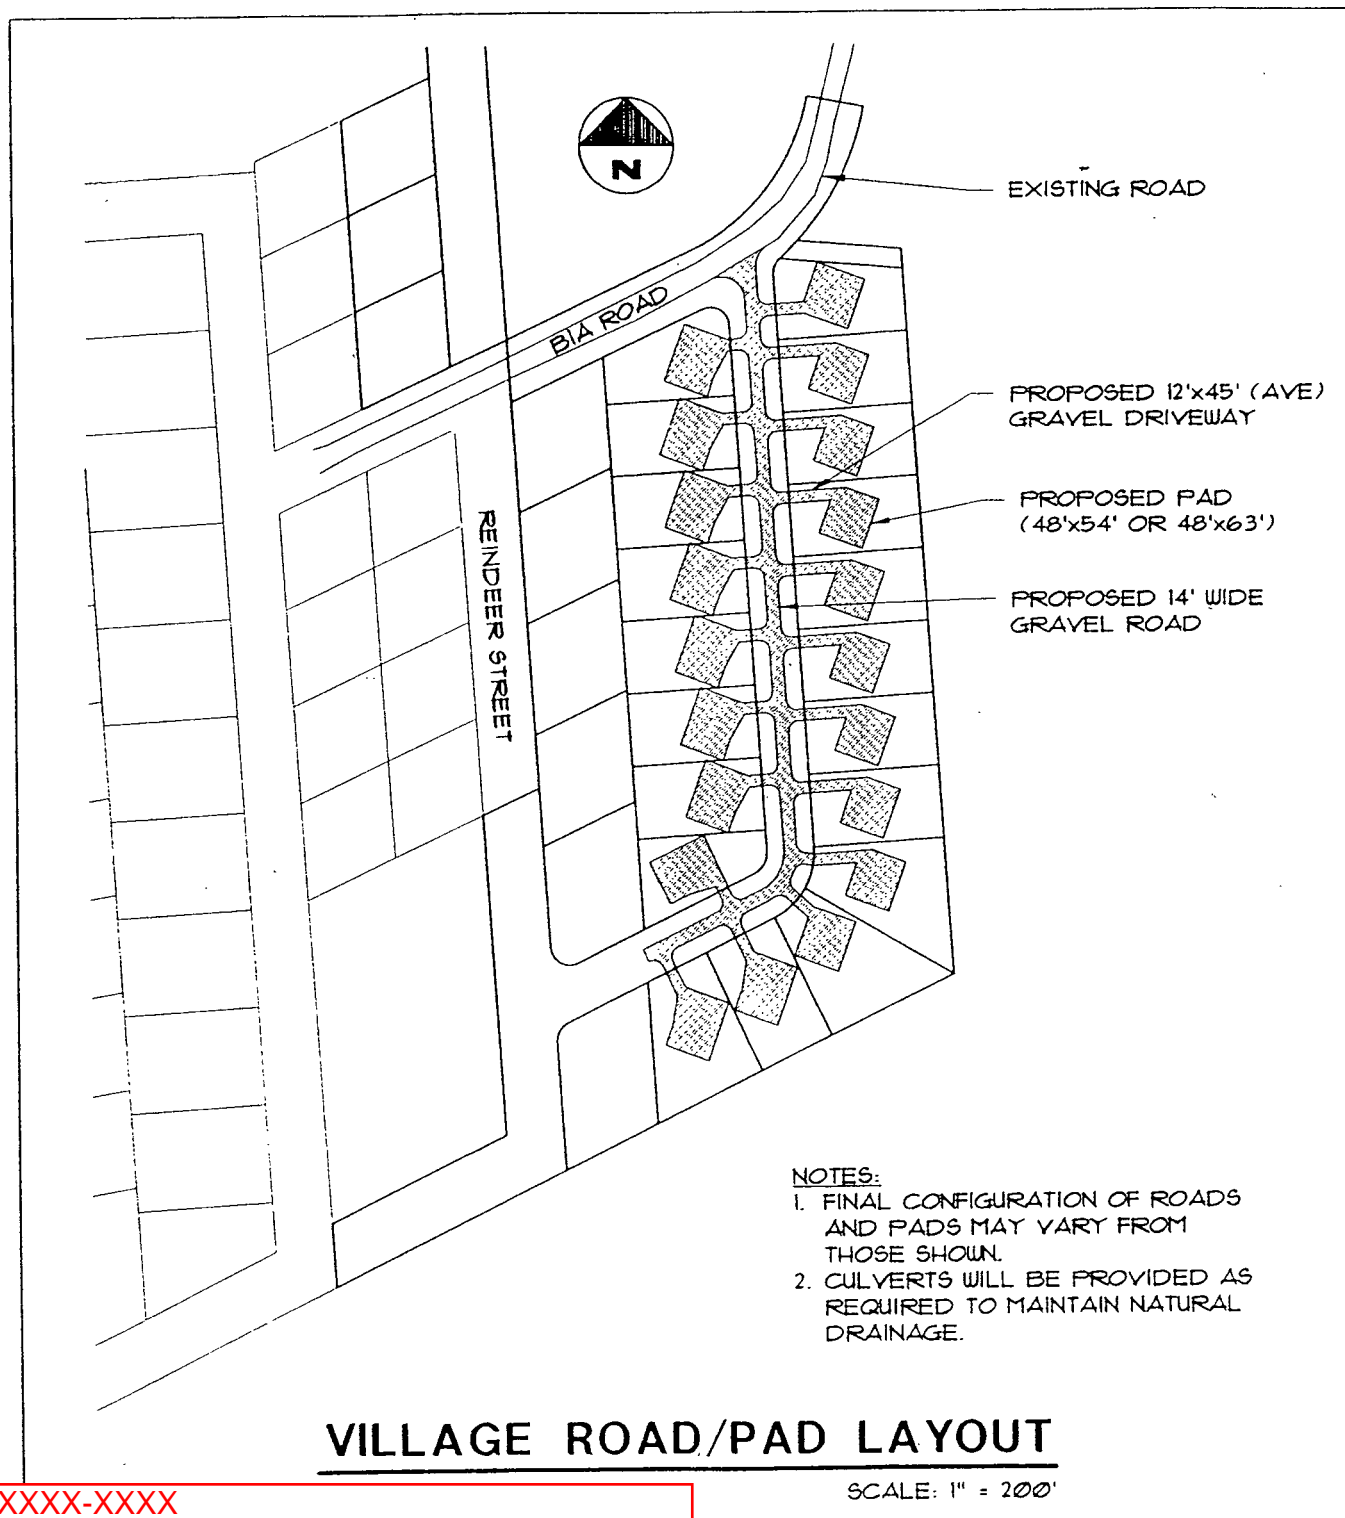 N
EXISTING ROAD
BIA ROAD
PROPOSED 12'x45' (AVE)
GRAVEL DRIVEWAY
PROPOSED PAD
(48'x54' OR 48'x63')
REINDEER STREET
PROPOSED 14' WIDE
GRAVEL ROAD
NOTES:
1. FINAL CONFIGURATION OF ROADS
AND PADS MAY VARY FROM
THOSE SHOWN.
2. CULVERTS WILL BE PROVIDED AS
REQUIRED TO MAINTAIN NATURAL
DRAINAGE.
VILLAGE ROAD/PAD LAYOUT
SCALE: 1" = 200'
XXXX-XXXX